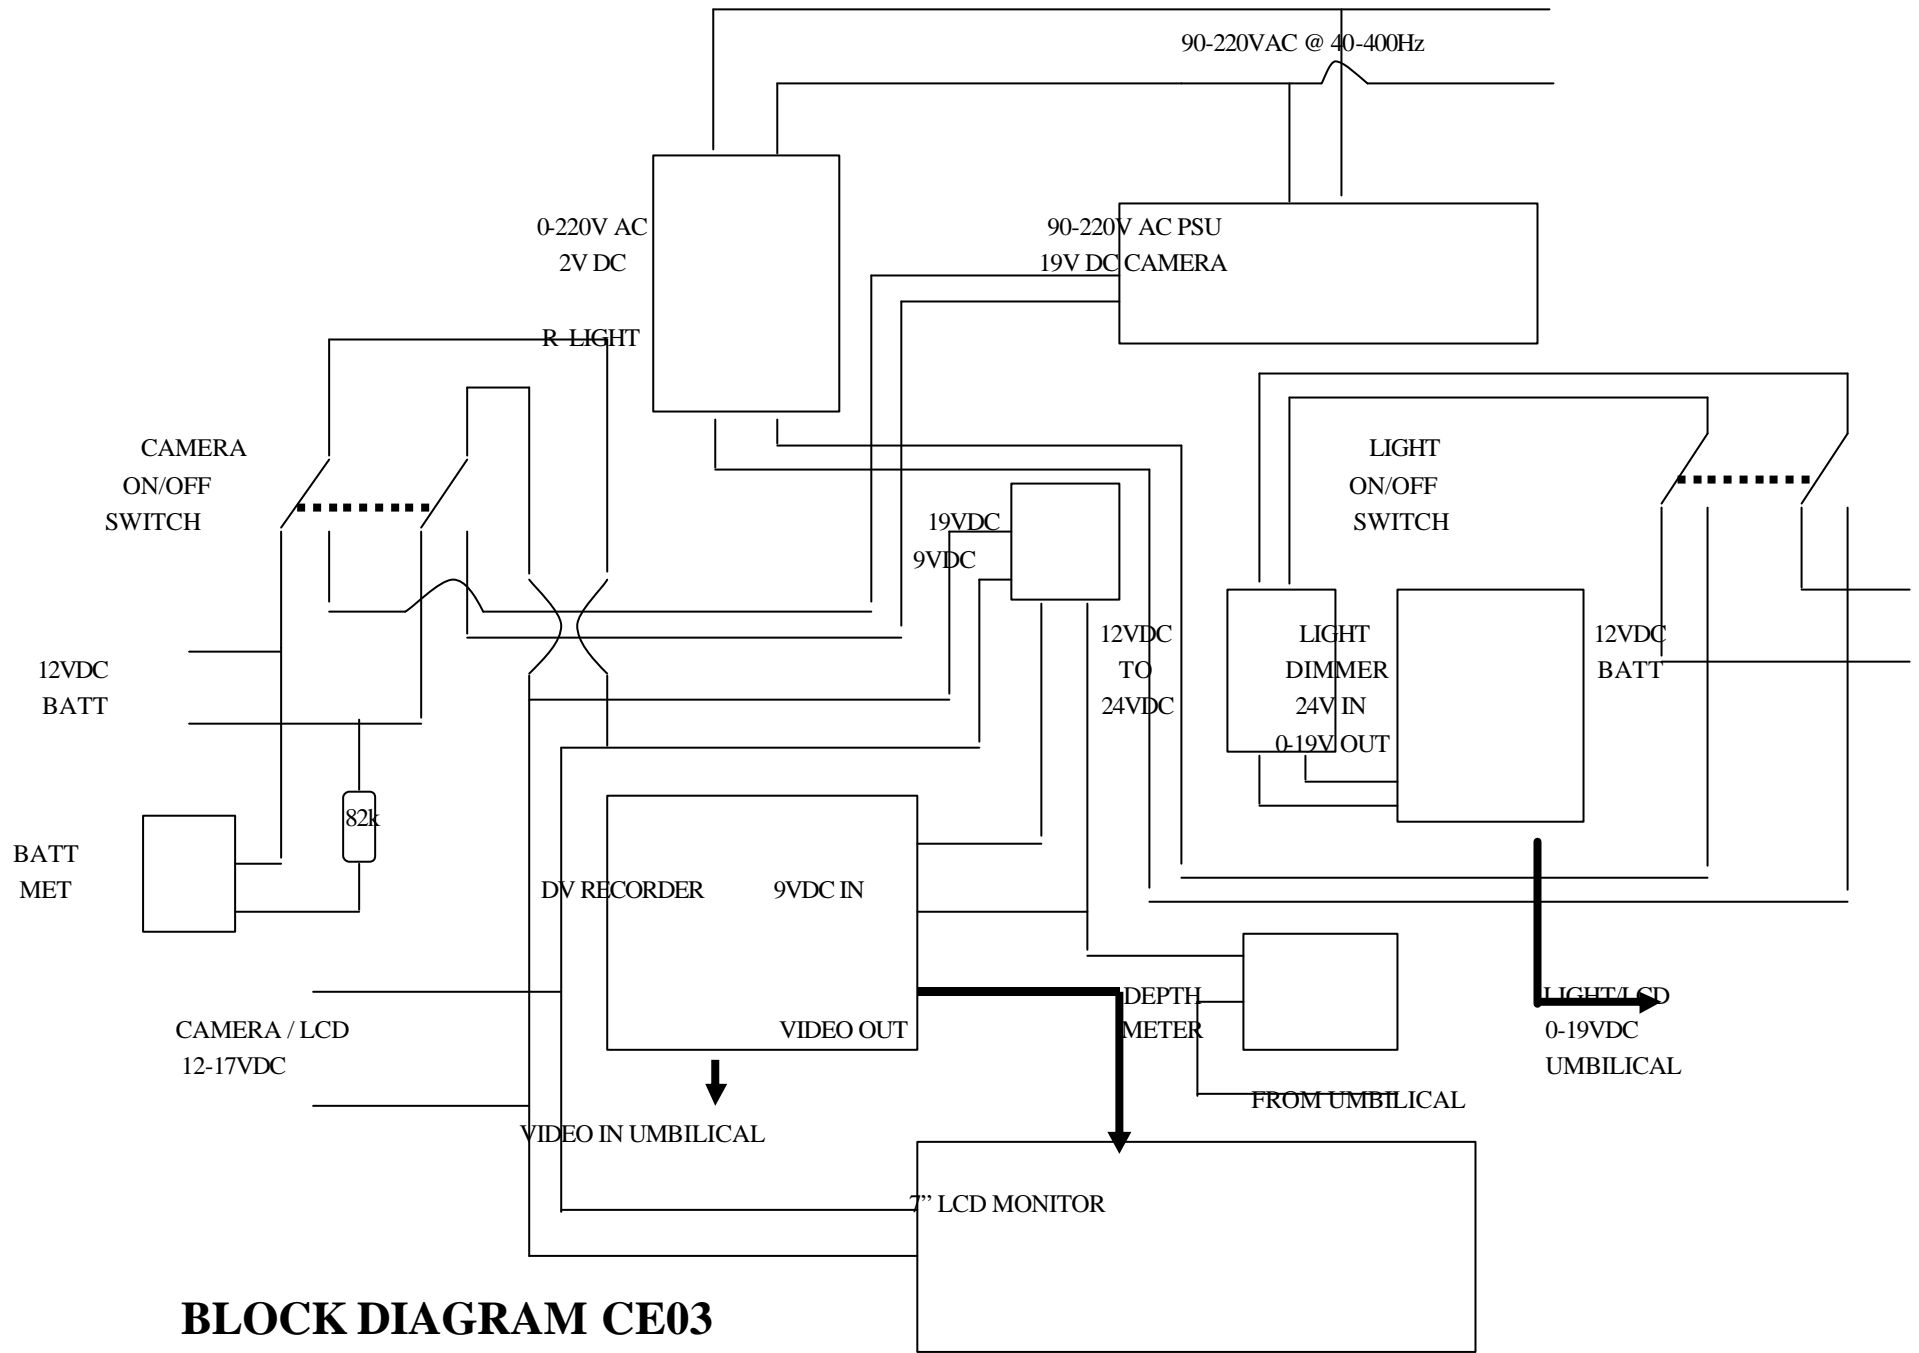 90-220VAC @ 40-400Hz
0-220V AC
2V DC
R LIGHT
90-220V AC PSU
19V DC CAMERA
CAMERA
ON/OFF
SWITCH
LIGHT
ON/OFF
SWITCH
19VDC
9VDC
12VDC
BATT
12VDC
TO
24VDC
LIGHT
DIMMER
24V IN
0-19V OUT
12VDC
BATT
82k
BATT
MET
DV RECORDER
9VDC IN
VIDEO OUT
CAMERA / LCD
12-17VDC
DEPTH
METER
LIGHT/LCD
0-19VDC
UMBILICAL
FROM UMBILICAL
VIDEO IN UMBILICAL
7” LCD MONITOR
BLOCK DIAGRAM CE03